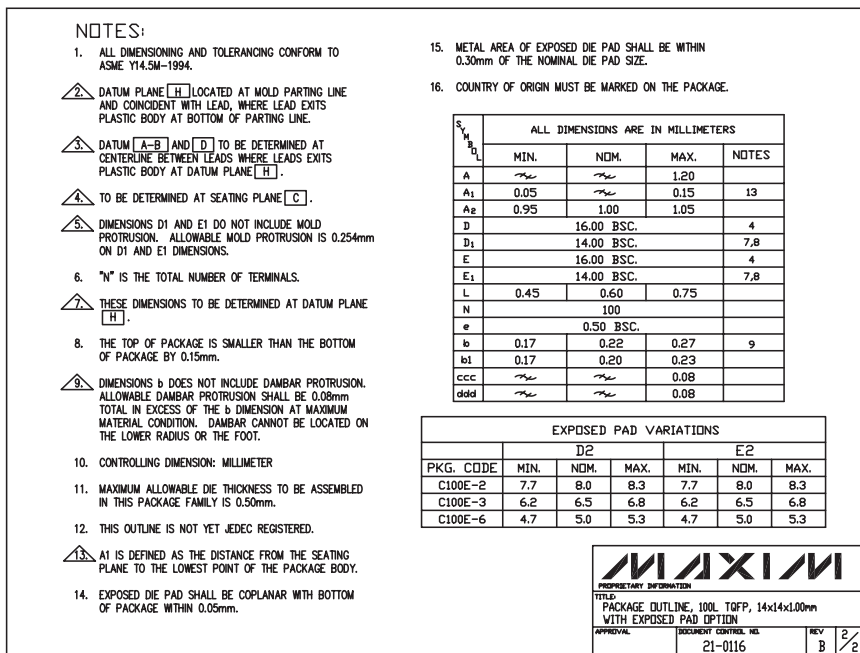 NOTES:
1. ALL DIMENSIONING AND TOLERANCING CONFORM TO
ASME Y14.5M-1994.
2. DATUM PLANE H LOCATED AT MOLD PARTING LINE
AND COINCIDENT WITH LEAD, WHERE LEAD EXITS
PLASTIC BODY AT BOTTOM OF PARTING LINE.
3. DATUM A-B AND D TO BE DETERMINED AT
CENTERLINE BETWEEN LEADS WHERE LEADS EXITS
PLASTIC BODY AT DATUM PLANE H .
4. TO BE DETERMINED AT SEATING PLANE C .
5. DIMENSIONS D1 AND E1 DO NOT INCLUDE MOLD
PROTRUSION. ALLOWABLE MOLD PROTRUSION IS 0.254mm
ON D1 AND E1 DIMENSIONS.
6. "N" IS THE TOTAL NUMBER OF TERMINALS.
7. THESE DIMENSIONS TO BE DETERMINED AT DATUM PLANE
H .
8. THE TOP OF PACKAGE IS SMALLER THAN THE BOTTOM
OF PACKAGE BY 0.15mm.
9. DIMENSIONS b DOES NOT INCLUDE DAMBAR PROTRUSION.
ALLOWABLE DAMBAR PROTRUSION SHALL BE 0.08mm
TOTAL IN EXCESS OF THE b DIMENSION AT MAXIMUM
MATERIAL CONDITION. DAMBAR CANNOT BE LOCATED ON
THE LOWER RADIUS OR THE FOOT.
10. CONTROLLING DIMENSION: MILLIMETER
11. MAXIMUM ALLOWABLE DIE THICKNESS TO BE ASSEMBLED
IN THIS PACKAGE FAMILY IS 0.50mm.
12. THIS OUTLINE IS NOT YET JEDEC REGISTERED.
13. A1 IS DEFINED AS THE DISTANCE FROM THE SEATING
PLANE TO THE LOWEST POINT OF THE PACKAGE BODY.
14. EXPOSED DIE PAD SHALL BE COPLANAR WITH BOTTOM
OF PACKAGE WITHIN 0.05mm.
15. METAL AREA OF EXPOSED DIE PAD SHALL BE WITHIN
0.30mm OF THE NOMINAL DIE PAD SIZE.
16. COUNTRY OF ORIGIN MUST BE MARKED ON THE PACKAGE.
SYMBOL ALL DIMENSIONS ARE IN MILLIMETERS
MIN. NOM. MAX. NOTES
A 1.20
A1 0.05 0.15 13
A2 0.95 1.00 1.05
D 16.00 BSC. 4
D1 14.00 BSC. 7,8
E 16.00 BSC. 4
E1 14.00 BSC. 7,8
L 0.45 0.60 0.75
N 100
e 0.50 BSC.
b 0.17 0.22 0.27 9
b1 0.17 0.20 0.23
ccc 0.08
ddd 0.08
EXPOSED PAD VARIATIONS
D2 E2
PKG. CODE MIN. NOM. MAX. MIN. NOM. MAX.
C100E-2 7.7 8.0 8.3 7.7 8.0 8.3
C100E-3 6.2 6.5 6.8 6.2 6.5 6.8
C100E-6 4.7 5.0 5.3 4.7 5.0 5.3
MAXIM
PROPRIETARY INFORMATION
TITLE:
PACKAGE OUTLINE, 100L TQFP, 14x14x1.00mm
WITH EXPOSED PAD OPTION
APPROVAL DOCUMENT CONTROL NO. REV
21-0116 B 2/2